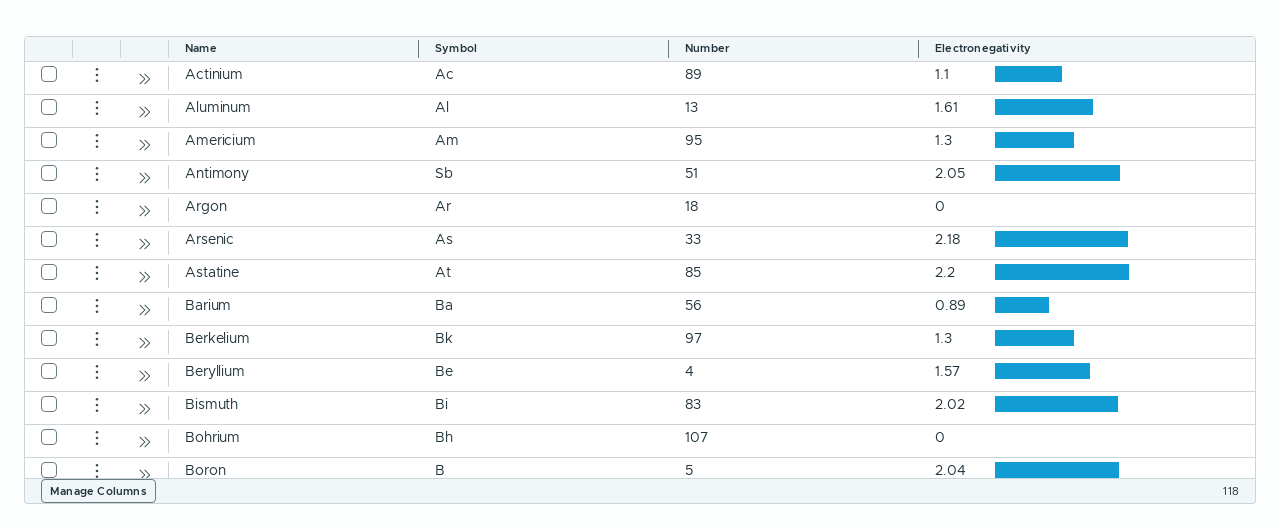 Name Symbol Number Electronegativity
Actinium Ac 89 1.1
Aluminum Al 13 1.61
Americium Am 95 1.3
Antimony Sb 51 2.05
Argon Ar 18 0
Arsenic As 33 2.18
Astatine At 85 2.2
Barium Ba 56 0.89
Berkelium Bk 97 1.3
Beryllium Be 4 1.57
Bismuth Bi 83 2.02
Bohrium Bh 107 0
Boron B 5 2.04
Manage Columns 118